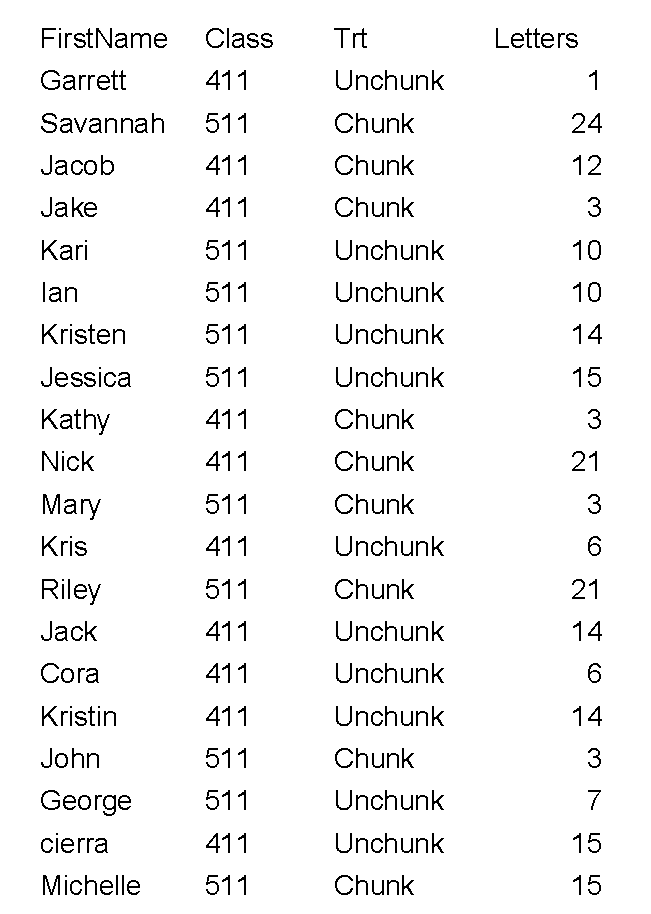 FirstName Class Trt Letters
Garrett 411 Unchunk 1
Savannah 511 Chunk 24
Jacob 411 Chunk 12
Jake 411 Chunk 3
Kari 511 Unchunk 10
Ian 511 Unchunk 10
Kristen 511 Unchunk 14
Jessica 511 Unchunk 15
Kathy 411 Chunk 3
Nick 411 Chunk 21
Mary 511 Chunk 3
Kris 411 Unchunk 6
Riley 511 Chunk 21
Jack 411 Unchunk 14
Cora 411 Unchunk 6
Kristin 411 Unchunk 14
John 511 Chunk 3
George 511 Unchunk 7
cierra 411 Unchunk 15
Michelle 511 Chunk 15